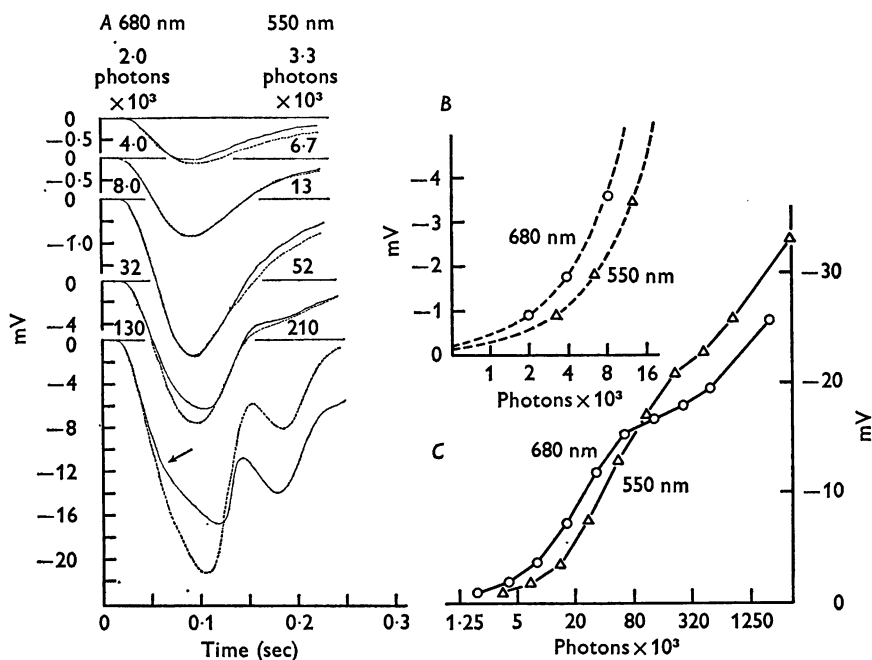 A 680 nm 550 nm
2·0 3·3
photons photons
×10³ ×10³
0
−0·5
4·0 6·7
0
−0·5
8·0 13
0
−1·0
32 52
0
−4
130 210
0
−4
−8
−12
−16
−20
mV
0 0·1 0·2 0·3
Time (sec)
B
−4
−3
−2
−1
0
mV
680 nm
550 nm
1 2 4 8 16
Photons × 10³
C
680 nm
550 nm
−30
−20
−10
0
mV
1·25 5 20 80 320 1250
Photons × 10³